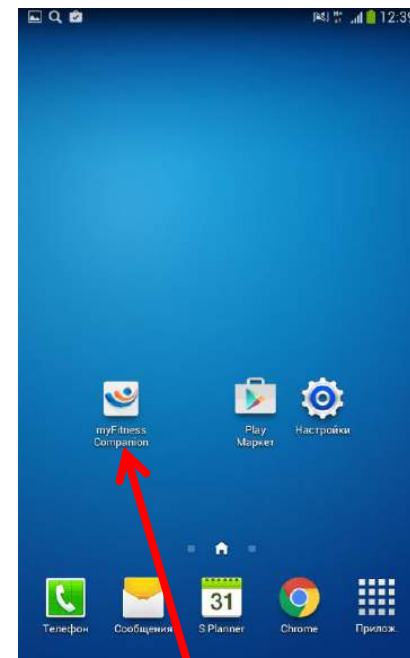 12:39
myFitness
Companion
Play
Маркет
Настройки
31
Телефон
Сообщения
S Planner
Chrome
Прилож.